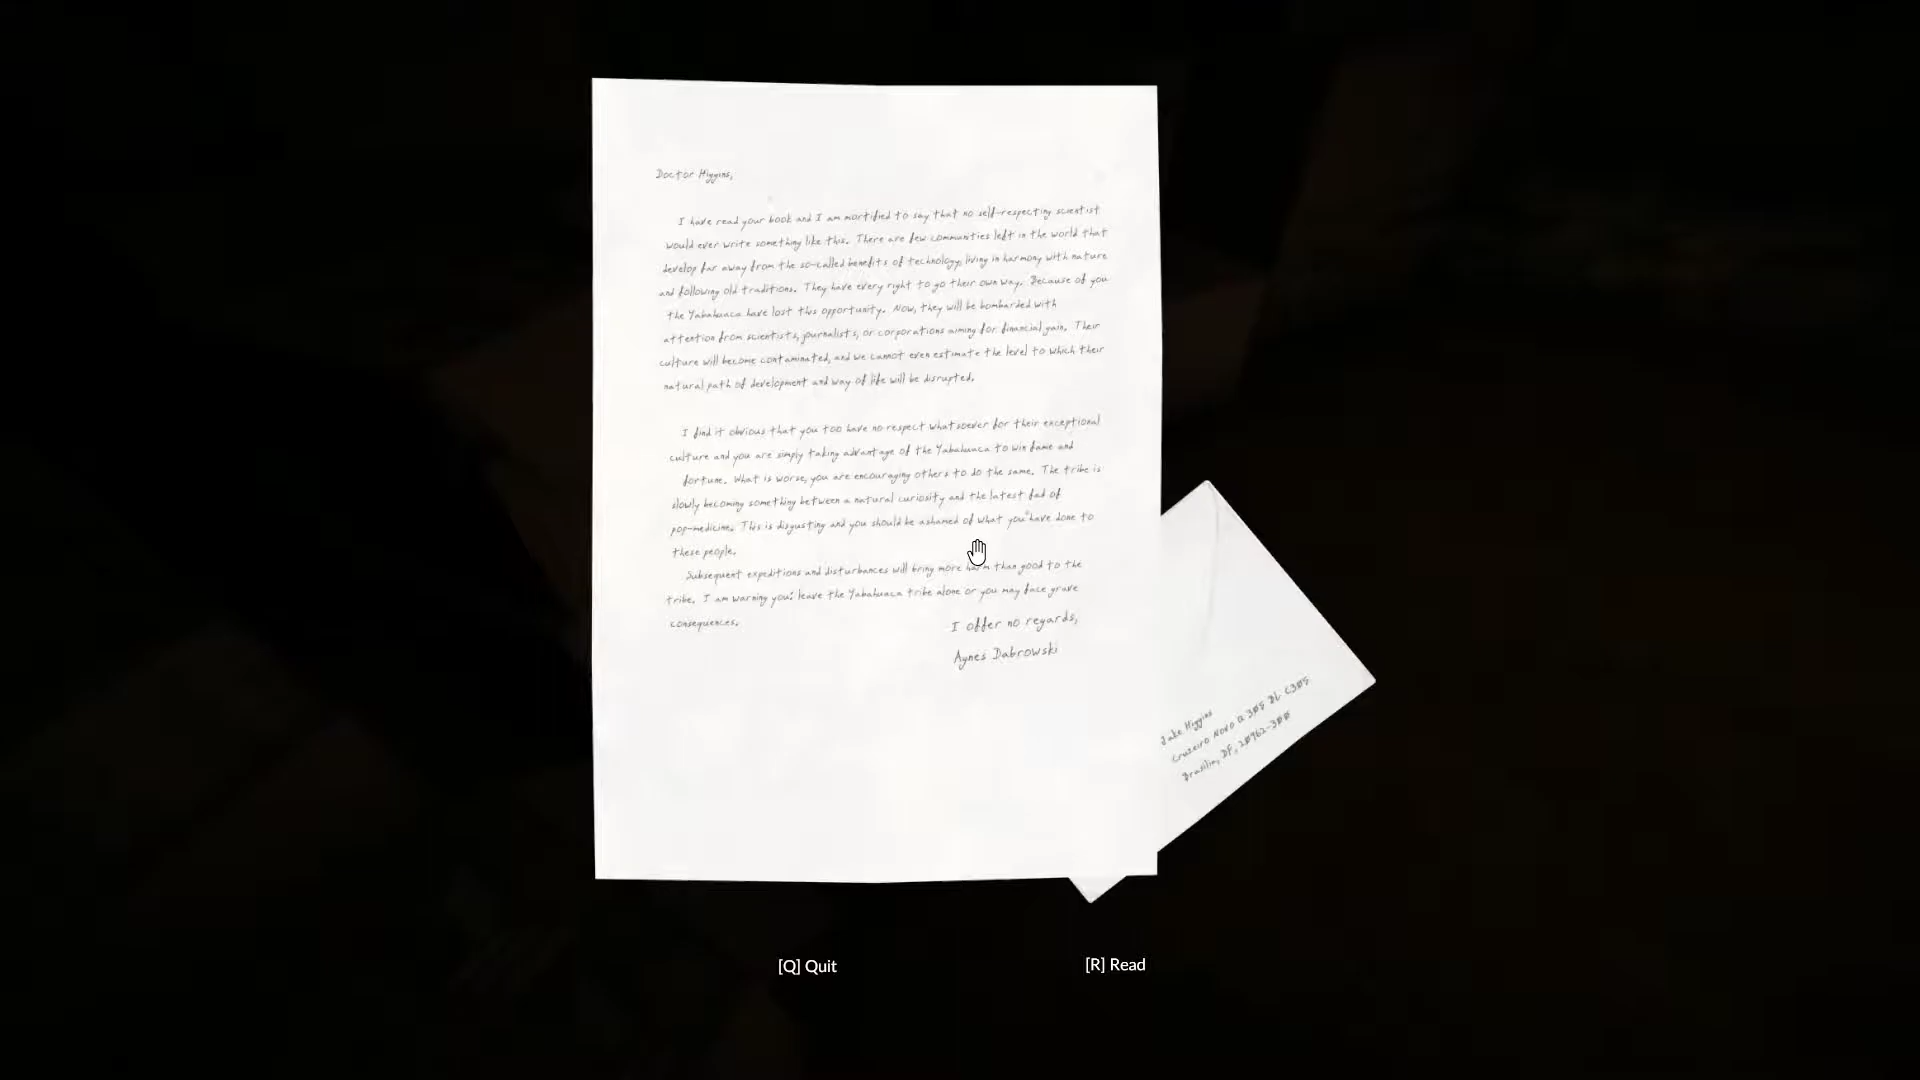 Doctor Higgins,
I have read your book and I am mortified to say that no self-respecting scientist
would ever write something like this. There are few communities left in the world that
develop far away from the so-called benefits of technology, living in harmony with nature
and following old traditions. They have every right to go their own way. Because of you
the Yabahuaca have lost this opportunity. Now, they will be bombarded with
attention from scientists, journalists, or corporations aiming for financial gain. Their
culture will become contaminated, and we cannot even estimate the level to which their
natural path of development and way of life will be disrupted.
I find it obvious that you too have no respect whatsoever for their exceptional
culture and you are simply taking advantage of the Yabahuaca to win fame and
fortune. What is worse, you are encouraging others to do the same. The tribe is
slowly becoming something between a natural curiosity and the latest fad of
pop-medicine. This is disgusting and you should be ashamed of what you have done to
these people.
Subsequent expeditions and disturbances will bring more harm than good to the
tribe. I am warning you: leave the Yabahuaca tribe alone or you may face grave
consequences.
I offer no regards,
Agnes Dabrowski
Jake Higgins
Cruzeiro Novo Q 305 Bl. C305
Brasilia, DF, 20962-300
[Q] Quit
[R] Read